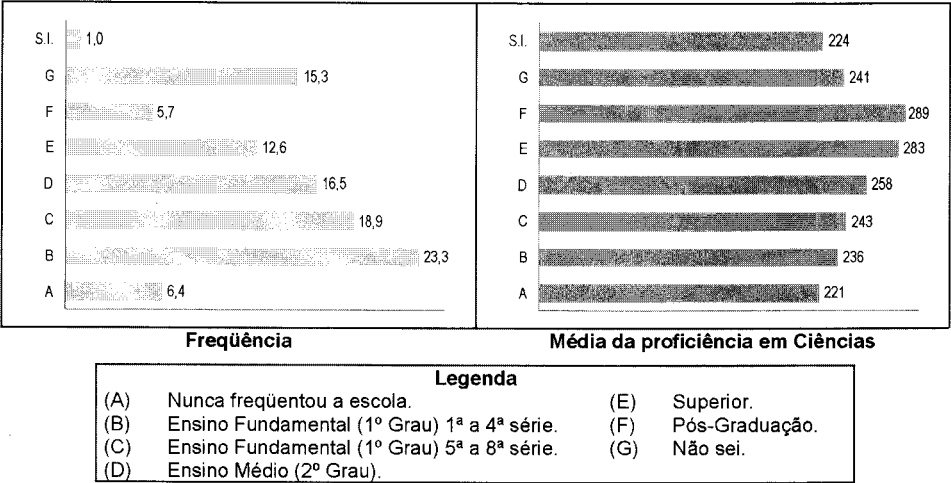 S.I. 1,0
G 15,3
F 5,7
E 12,6
D 16,5
C 18,9
B 23,3
A 6,4
Freqüência
S.I. 224
G 241
F 289
E 283
D 258
C 243
B 236
A 221
Média da proficiência em Ciências
Legenda
(A) Nunca freqüentou a escola.
(B) Ensino Fundamental (1º Grau) 1ª a 4ª série.
(C) Ensino Fundamental (1º Grau) 5ª a 8ª série.
(D) Ensino Médio (2º Grau).
(E) Superior.
(F) Pós-Graduação.
(G) Não sei.